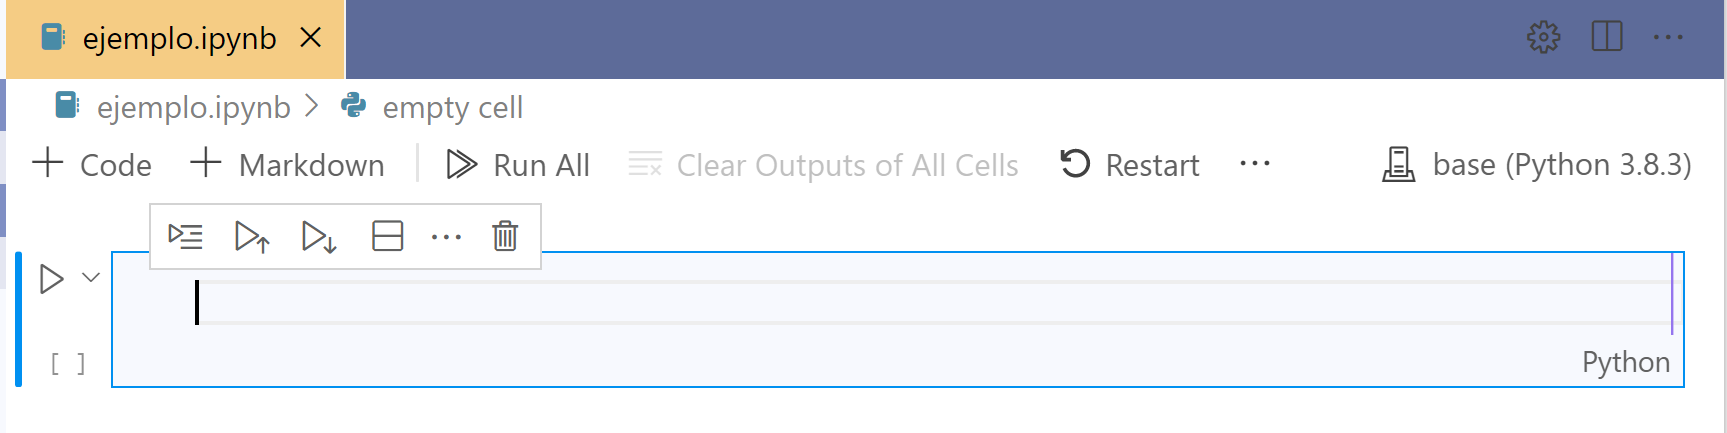 ejemplo.ipynb
ejemplo.ipynb > empty cell
+ Code + Markdown Run All Clear Outputs of All Cells Restart ... base (Python 3.8.3)
[ ]
Python